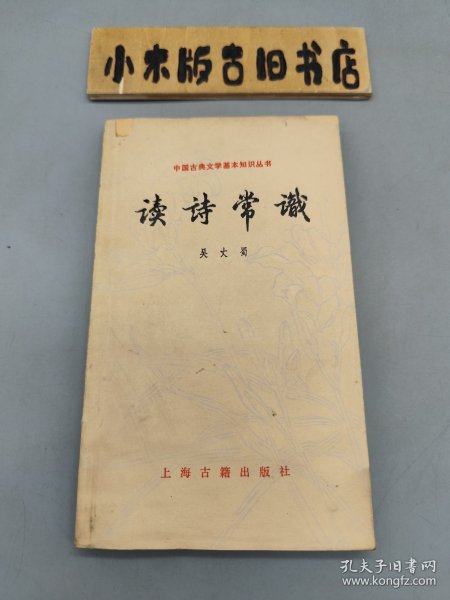 小木版古旧书店
中国古典文学基本知识丛书
读诗常识
吴丈蜀
上海古籍出版社
孔夫子旧书网
www.kongfz.com